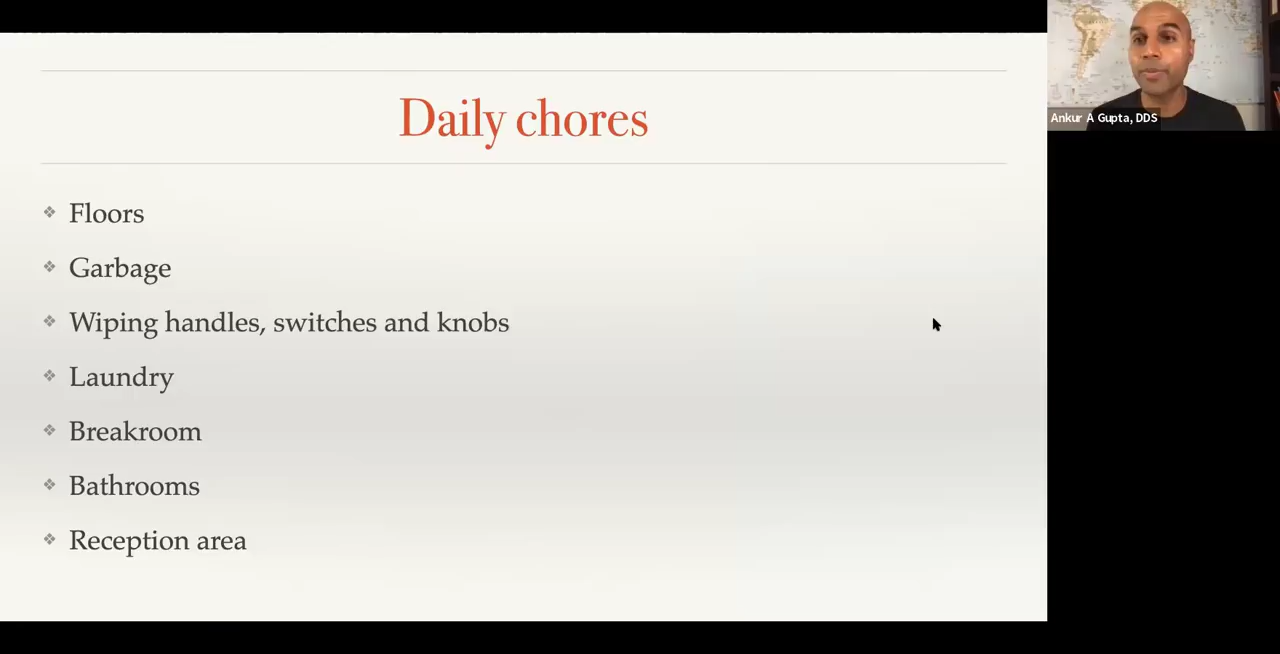 Daily chores
Floors
Garbage
Wiping handles, switches and knobs
Laundry
Breakroom
Bathrooms
Reception area
Ankur A Gupta, DDS